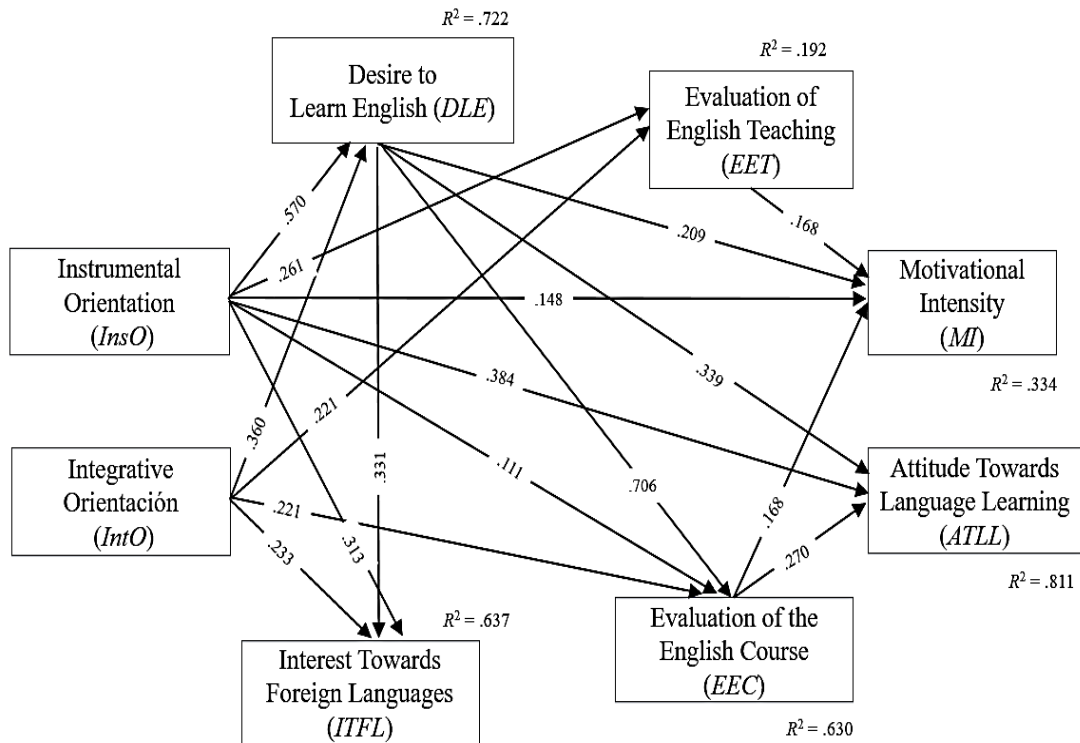 R² = .722
Desire to
Learn English (DLE)
R² = .192
Evaluation of
English Teaching
(EET)
.570
.261
.209
.168
Instrumental
Orientation
(InsO)
.148
Motivational
Intensity
(MI)
R² = .334
.384
.339
.221
.360
.331
.111
.706
.168
Integrative
Orientación
(IntO)
.221
.233
.313
.270
Attitude Towards
Language Learning
(ATLL)
R² = .811
R² = .637
Interest Towards
Foreign Languages
(ITFL)
Evaluation of the
English Course
(EEC)
R² = .630